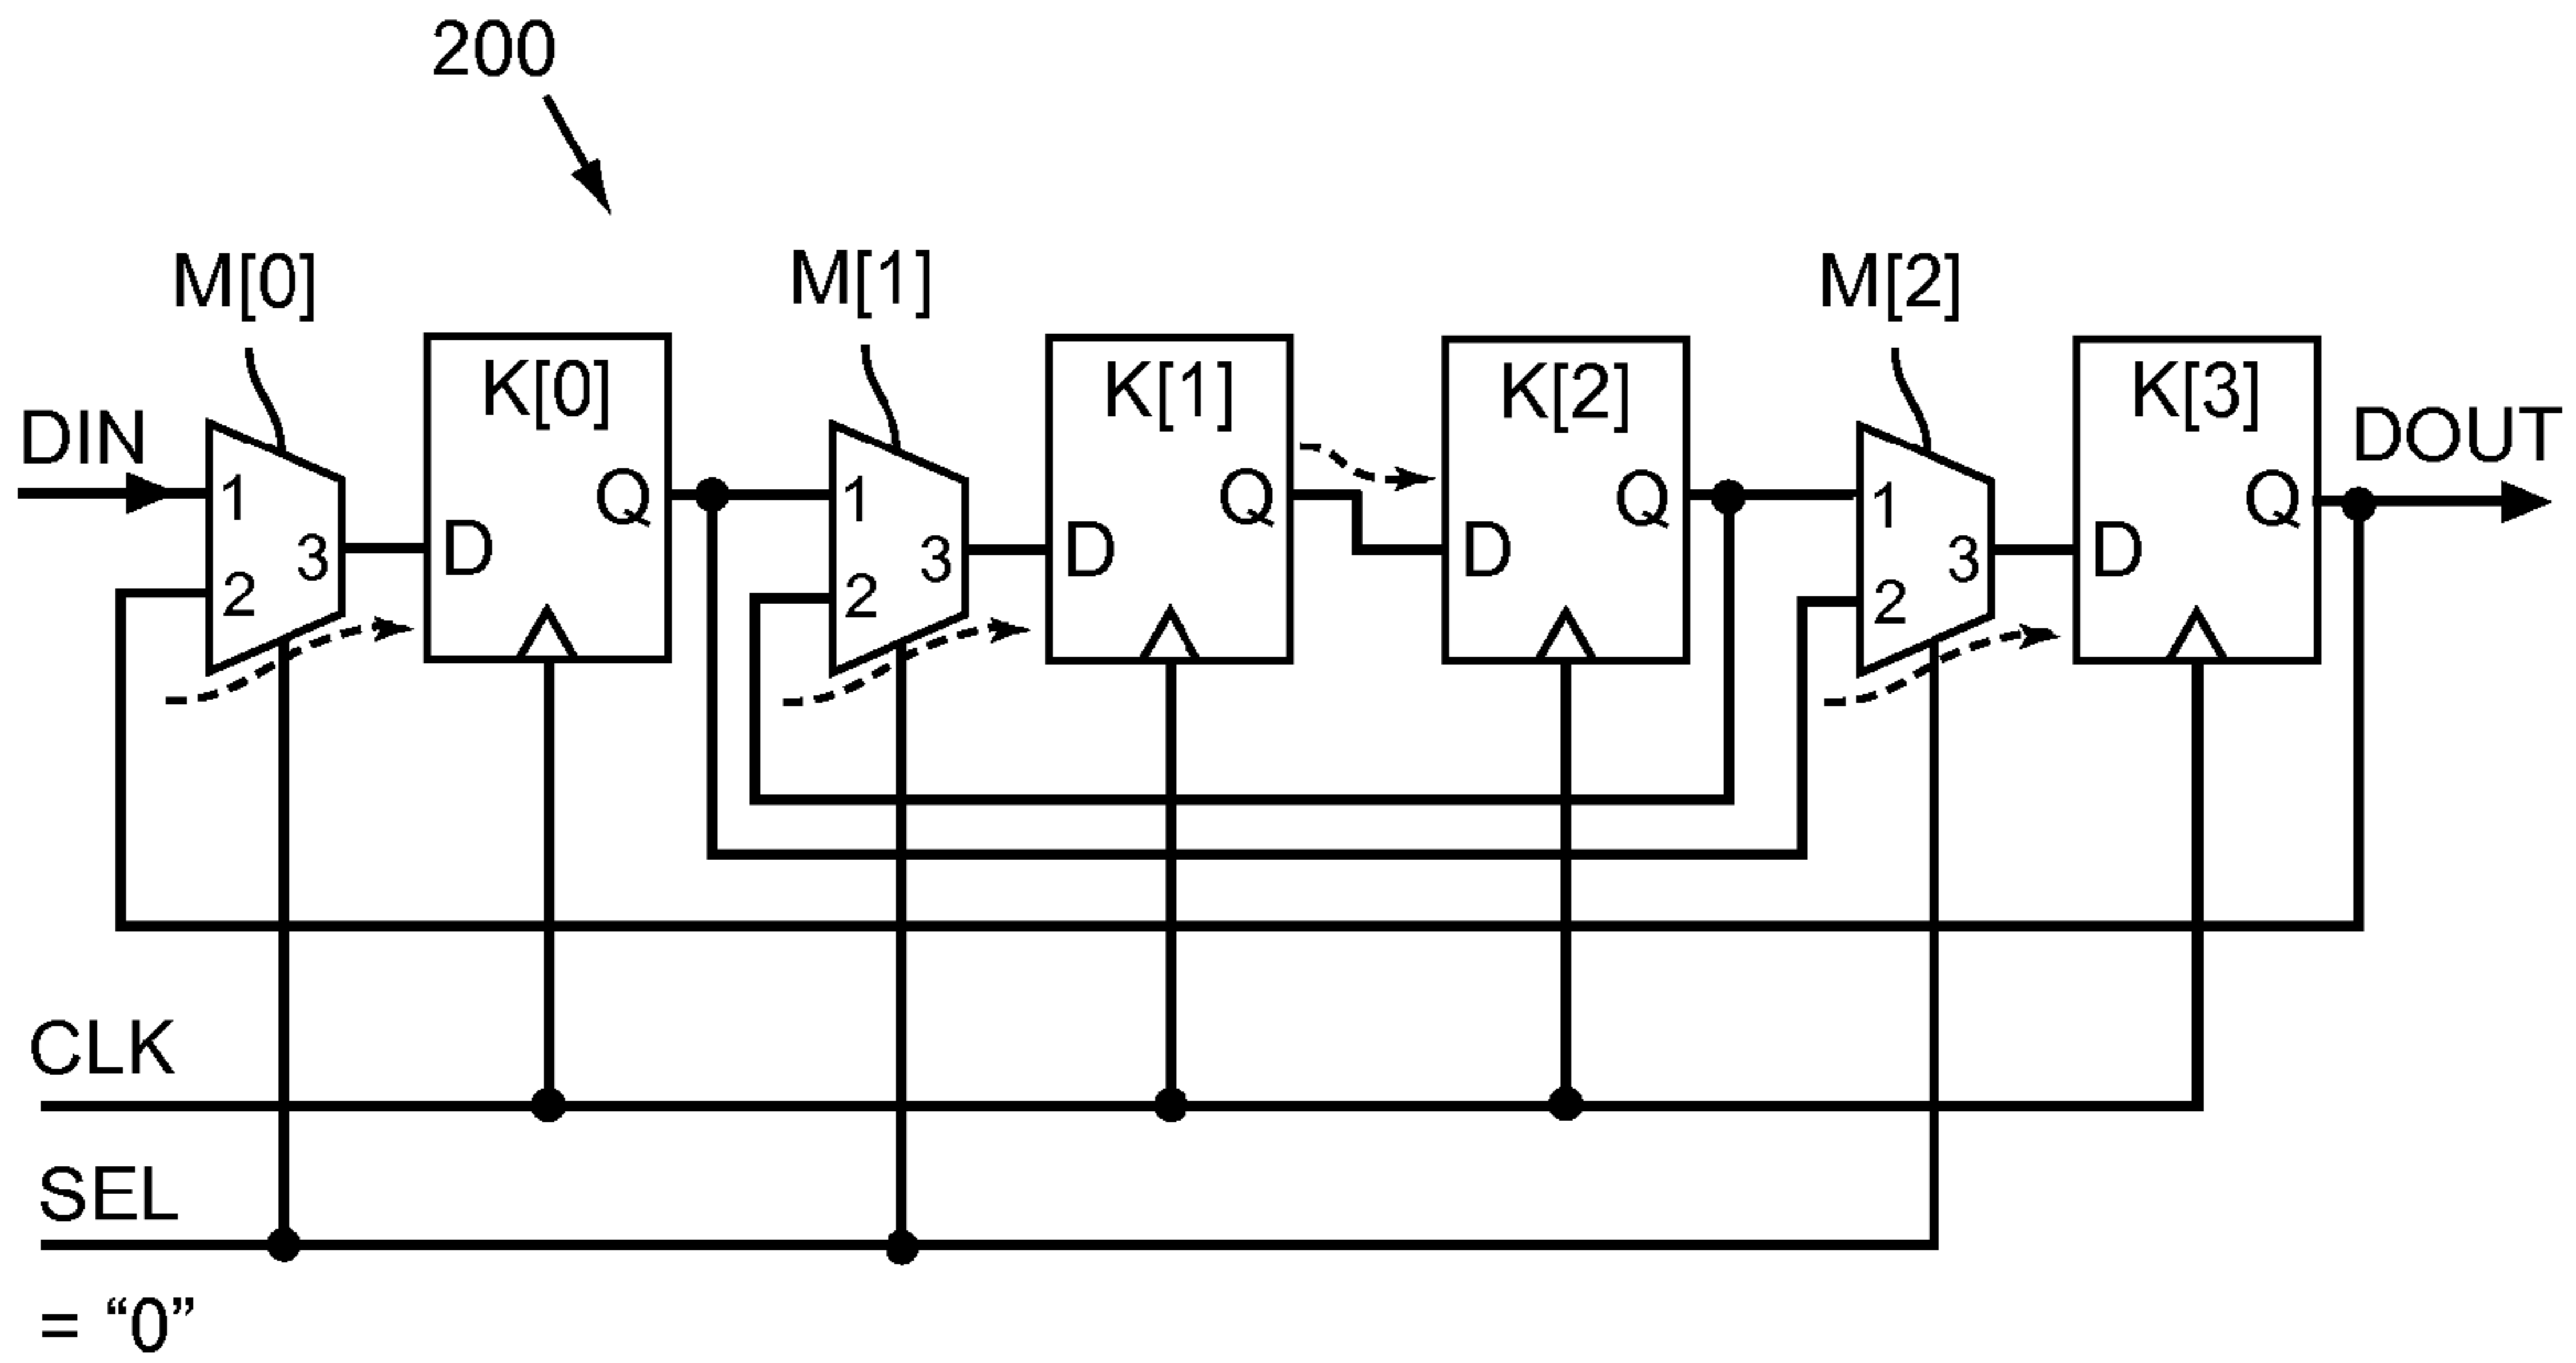 200
M[0] M[1] M[2]
K[0] K[1] K[2] K[3]
DIN DOUT
1 Q 1 Q Q 1 Q
3 D 3 D D 3 D
2 2 2
CLK
SEL
= “0”